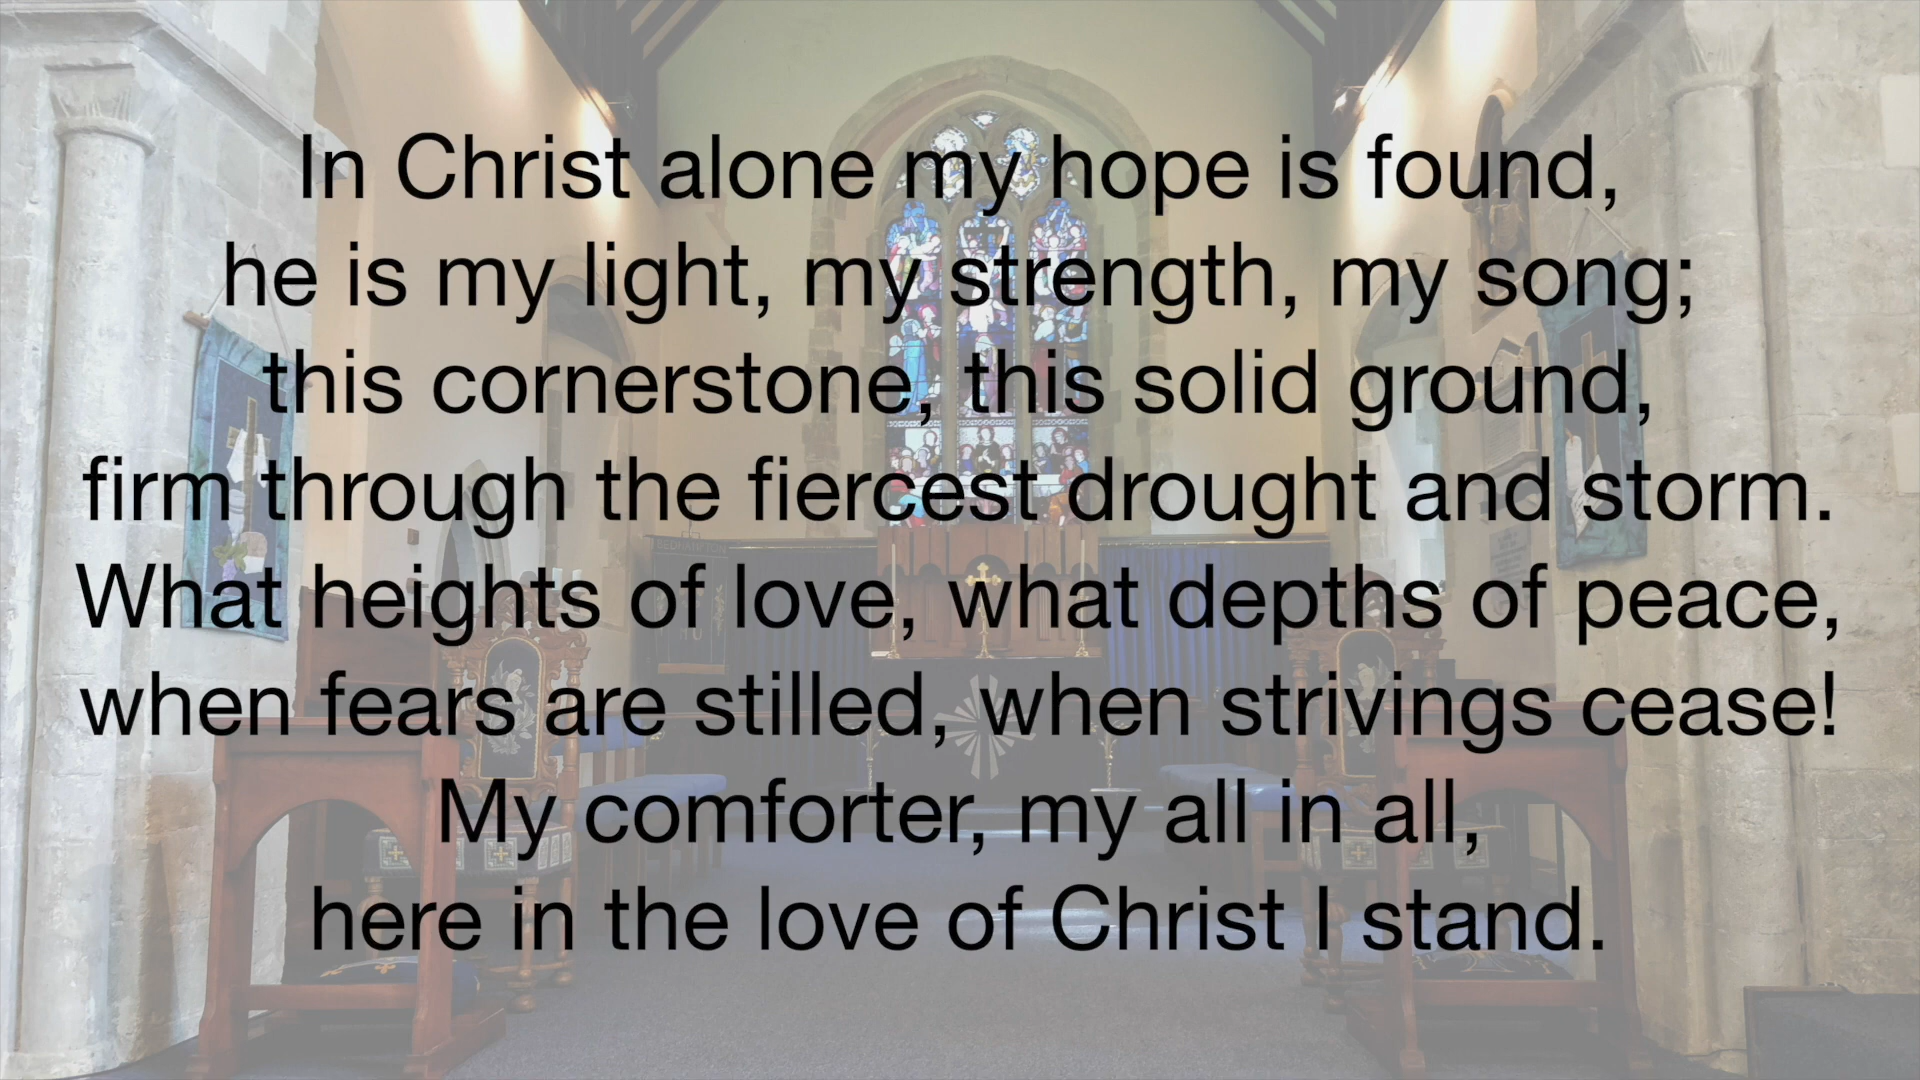 In Christ alone my hope is found,
he is my light, my strength, my song;
this cornerstone, this solid ground,
firm through the fiercest drought and storm.
What heights of love, what depths of peace,
when fears are stilled, when strivings cease!
My comforter, my all in all,
here in the love of Christ I stand.
BEDHAMPTON